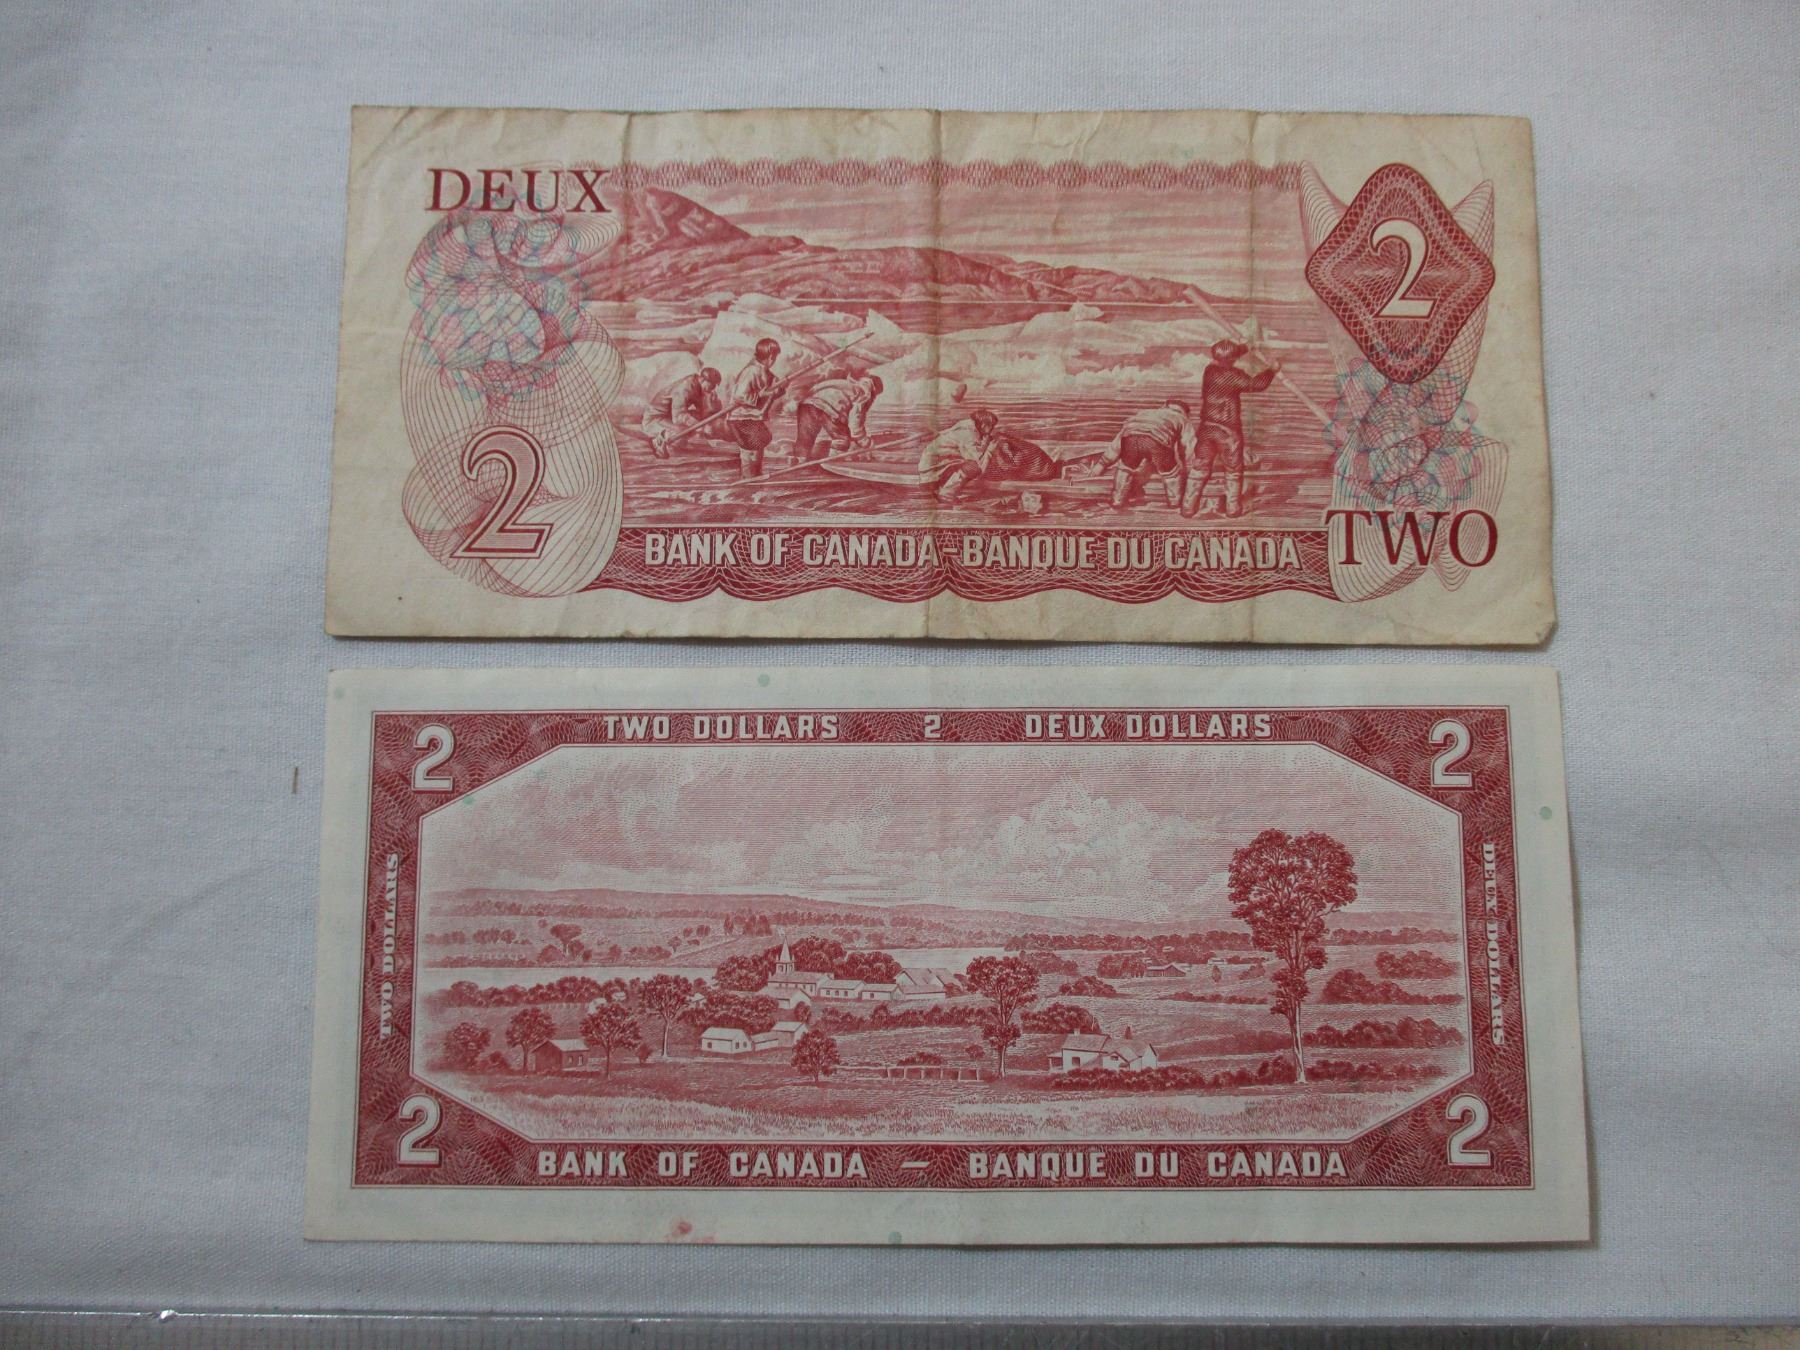 DEUX
2
2
BANK OF CANADA-BANQUE DU CANADA
TWO
2 TWO DOLLARS 2 DEUX DOLLARS 2
TWO DOLLARS
DEUX DOLLARS
2 BANK OF CANADA — BANQUE DU CANADA 2